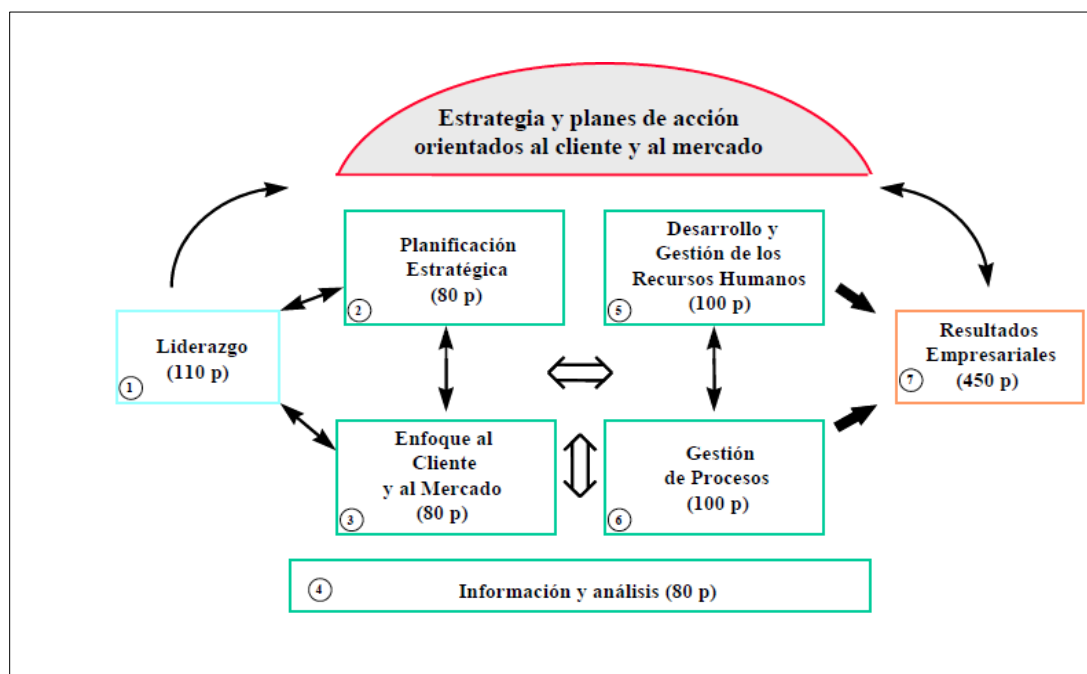 Estrategia y planes de acción
orientados al cliente y al mercado
Planificación
Estratégica
(80 p)
2
Desarrollo y
Gestión de los
Recursos Humanos
(100 p)
5
Liderazgo
(110 p)
1
Resultados
Empresariales
(450 p)
7
Enfoque al
Cliente
y al Mercado
(80 p)
3
Gestión
de Procesos
(100 p)
6
4
Información y análisis (80 p)